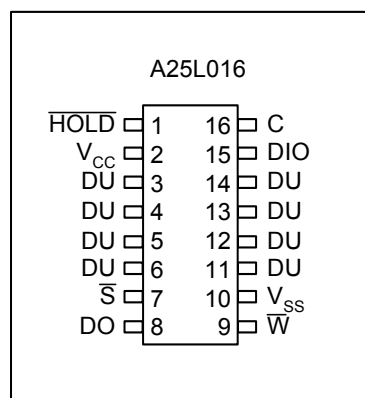 A25L016
H̅O̅L̅D̅ 1 16 C
VCC 2 15 DIO
DU 3 14 DU
DU 4 13 DU
DU 5 12 DU
DU 6 11 DU
S̅ 7 10 VSS
DO 8 9 W̅